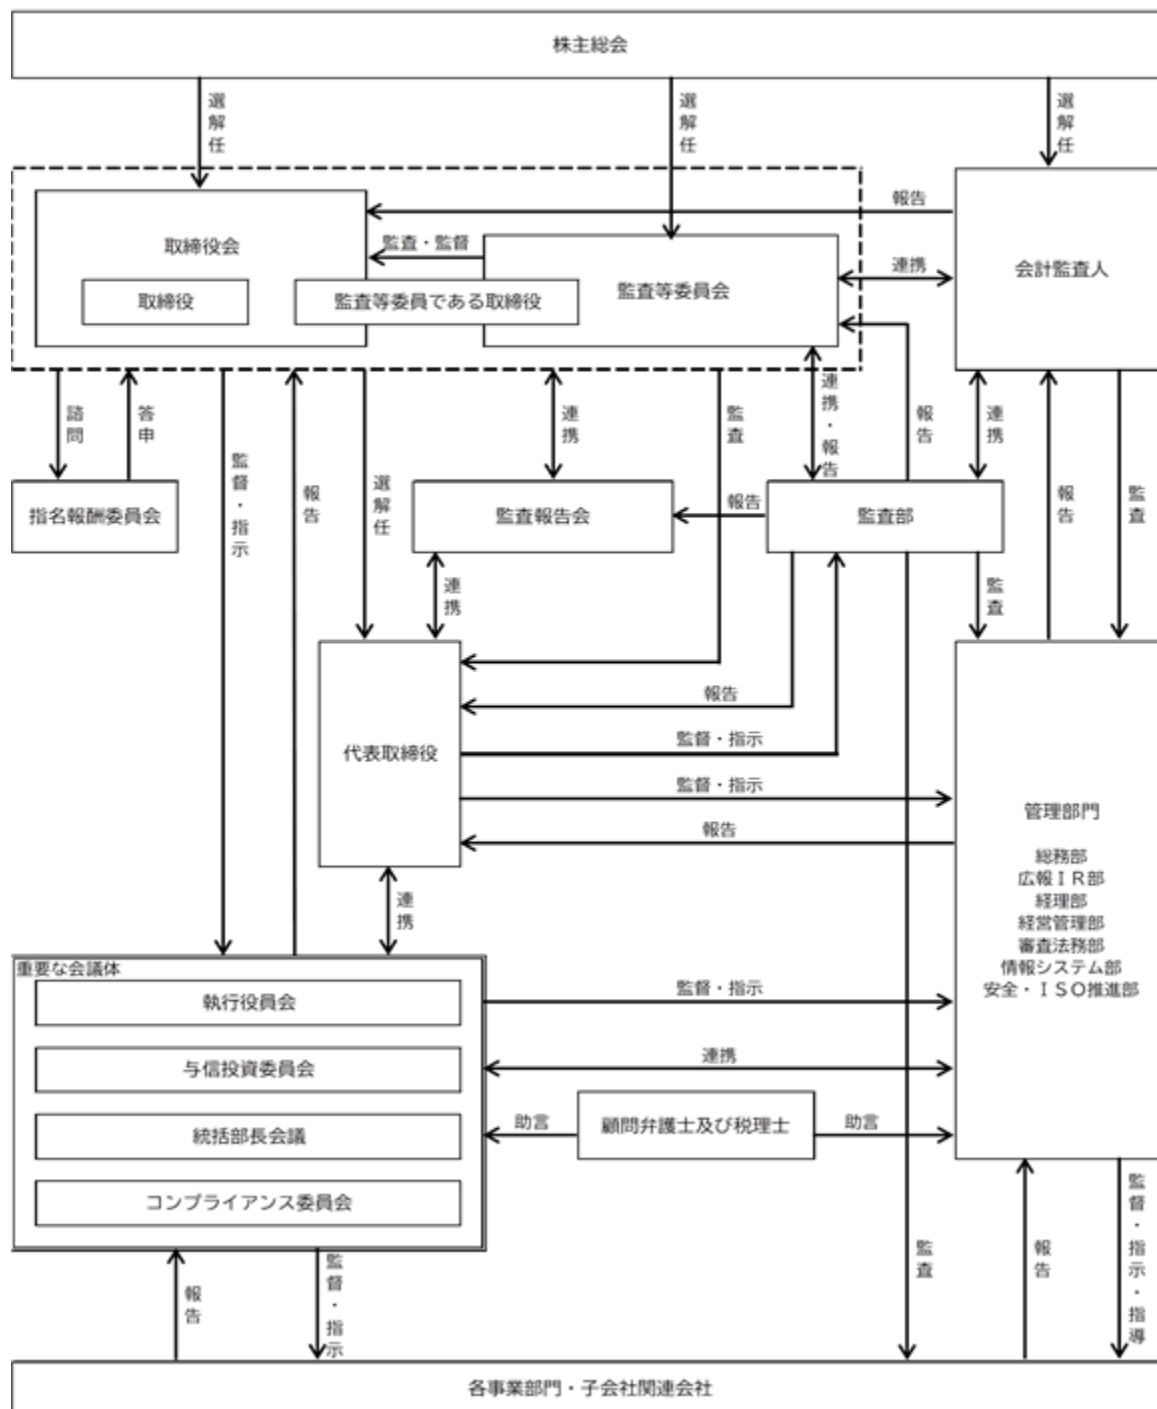 株主総会
選解任
選解任
選解任
報告
取締役会
監査・監督
連携
会計監査人
監査等委員会
取締役
監査等委員である取締役
諮問
答申
監督・指示
報告
選解任
連携
監査
連携・報告
報告
連携
報告
監査
指名報酬委員会
監査報告会
報告
監査部
連携
監査
報告
代表取締役
監督・指示
監督・指示
報告
管理部門
総務部
広報ＩＲ部
経理部
経営管理部
審査法務部
情報システム部
安全・ＩＳＯ推進部
連携
重要な会議体
執行役員会
監督・指示
与信投資委員会
連携
統括部長会議
助言
顧問弁護士及び税理士
助言
コンプライアンス委員会
報告
監督・指示
監査
報告
監督・指示・指導
各事業部門・子会社関連会社